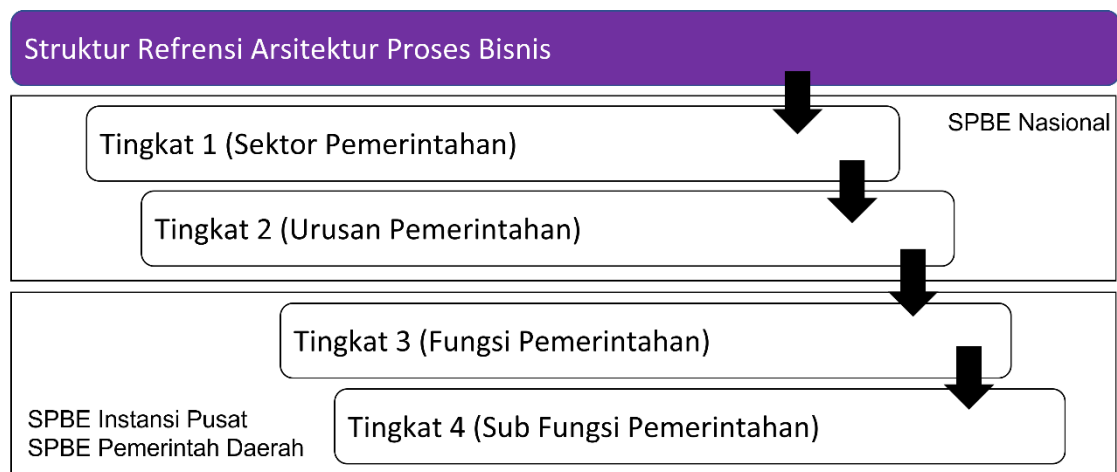 Struktur Refrensi Arsitektur Proses Bisnis
SPBE Nasional
Tingkat 1 (Sektor Pemerintahan)
Tingkat 2 (Urusan Pemerintahan)
Tingkat 3 (Fungsi Pemerintahan)
Tingkat 4 (Sub Fungsi Pemerintahan)
SPBE Instansi Pusat
SPBE Pemerintah Daerah